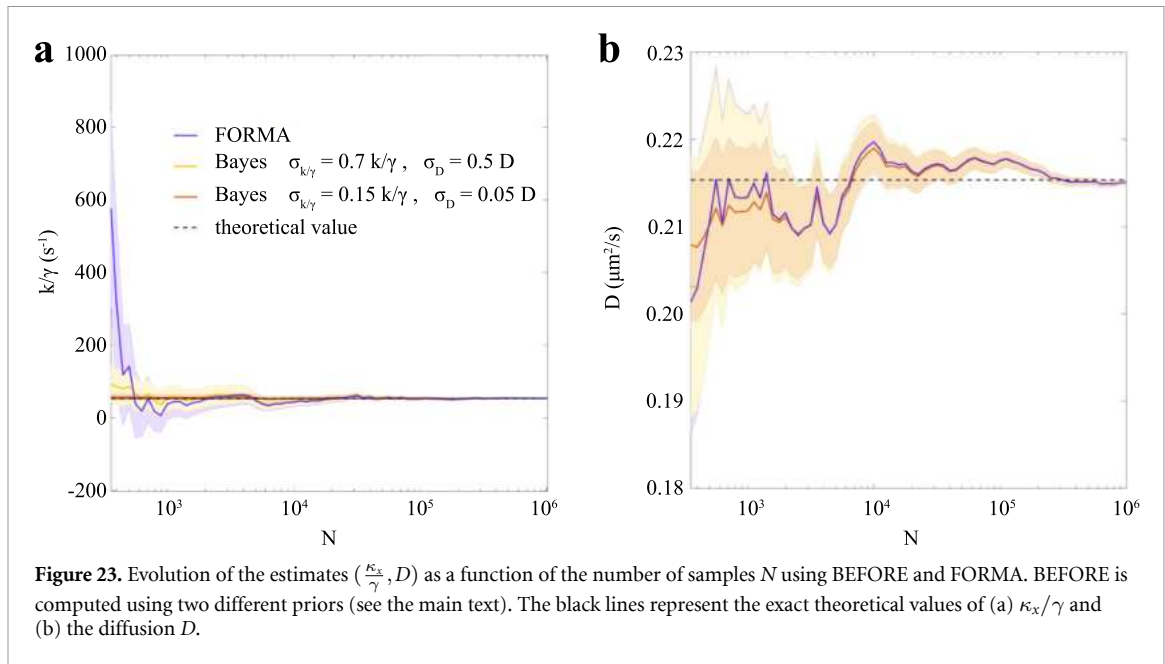 a
1000
800
600
400
200
0
-200
k/γ (s⁻¹)
FORMA
Bayes σ_k/γ = 0.7 k/γ , σ_D = 0.5 D
Bayes σ_k/γ = 0.15 k/γ , σ_D = 0.05 D
theoretical value
10³ 10⁴ 10⁵ 10⁶
N
b
0.23
0.22
0.21
0.20
0.19
0.18
D (μm²/s)
10³ 10⁴ 10⁵ 10⁶
N
Figure 23. Evolution of the estimates (κₓ/γ, D) as a function of the number of samples N using BEFORE and FORMA. BEFORE is
computed using two different priors (see the main text). The black lines represent the exact theoretical values of (a) κₓ/γ and
(b) the diffusion D.